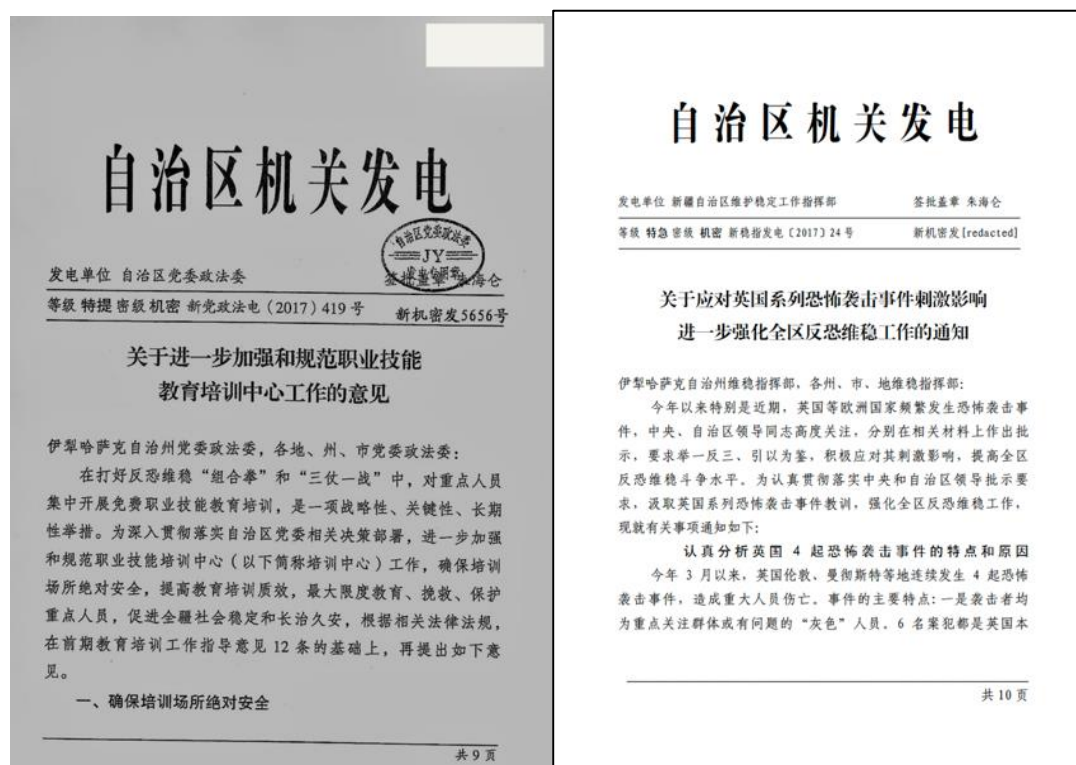 自治区机关发电
自治区党委政法委
JY
发电单位 自治区党委政法委
签批盖章 朱海仑
等级 特提 密级 机密 新党政法电〔2017〕419 号
新机密发5656号
关于进一步加强和规范职业技能
教育培训中心工作的意见
伊犁哈萨克自治州党委政法委，各地、州、市党委政法委：
在打好反恐维稳“组合拳”和“三仗一战”中，对重点人员
集中开展免费职业技能教育培训，是一项战略性、关键性、长期
性举措。为深入贯彻落实自治区党委相关决策部署，进一步加强
和规范职业技能培训中心（以下简称培训中心）工作，确保培训
场所绝对安全，提高教育培训质效，最大限度教育、挽救、保护
重点人员，促进全疆社会稳定和长治久安，根据相关法律法规，
在前期教育培训工作指导意见 12 条的基础上，再提出如下意
见。
一、确保培训场所绝对安全
共 9 页
自治区机关发电
发电单位 新疆自治区维护稳定工作指挥部
签批盖章 朱海仑
等级 特急 密级 机密 新稳指发电〔2017〕24 号
新机密发[redacted]
关于应对英国系列恐怖袭击事件刺激影响
进一步强化全区反恐维稳工作的通知
伊犁哈萨克自治州维稳指挥部，各州、市、地维稳指挥部：
今年以来特别是近期，英国等欧洲国家频繁发生恐怖袭击事
件，中央、自治区领导同志高度关注，分别在相关材料上作出批
示，要求举一反三、引以为鉴，积极应对其刺激影响，提高全区
反恐维稳斗争水平。为认真贯彻落实中央和自治区领导批示要
求，汲取英国系列恐怖袭击事件教训，强化全区反恐维稳工作，
现就有关事项通知如下：
认真分析英国 4 起恐怖袭击事件的特点和原因
今年 3 月以来，英国伦敦、曼彻斯特等地连续发生 4 起恐怖
袭击事件，造成重大人员伤亡。事件的主要特点：一是袭击者均
为重点关注群体或有问题的“灰色”人员。6 名案犯都是英国本
共 10 页